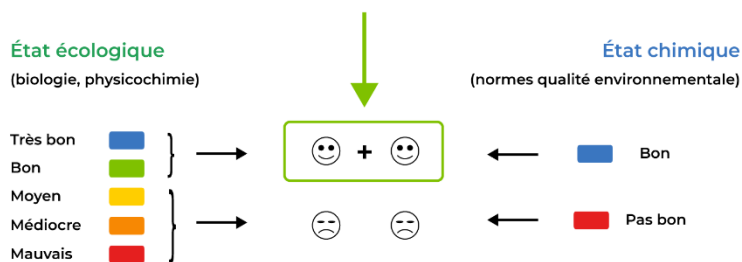 État écologique
(biologie, physicochimie)
État chimique
(normes qualité environnementale)
Très bon
Bon
Moyen
Médiocre
Mauvais
+
Bon
Pas bon